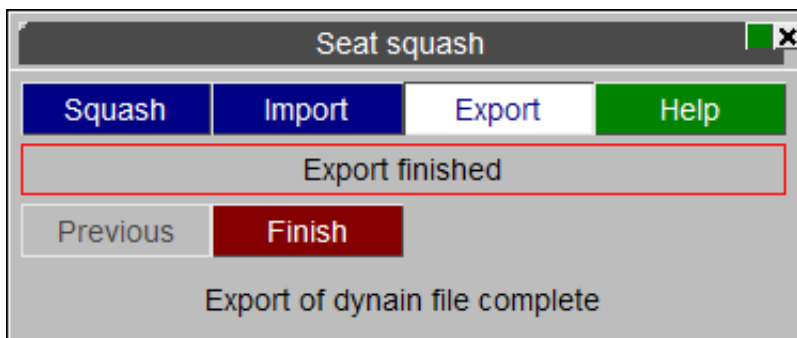 Seat squash
Squash Import Export Help
Export finished
Previous Finish
Export of dynain file complete